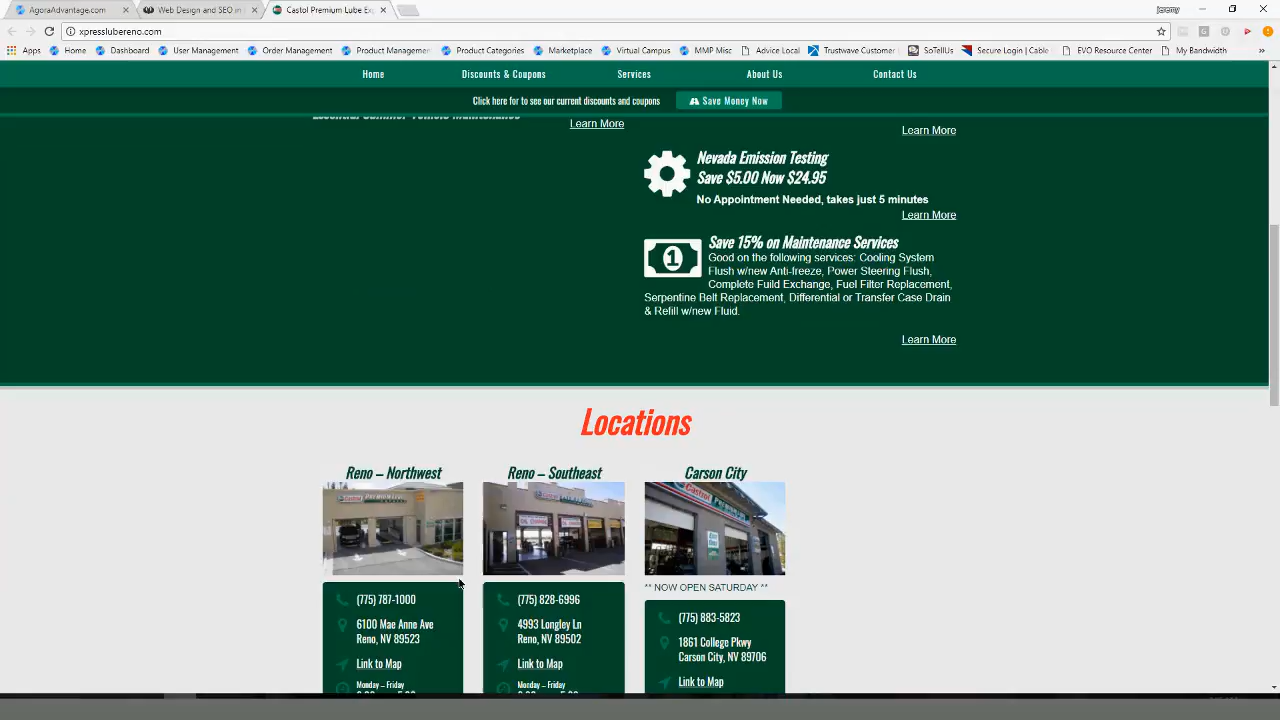 AgoraAdvantage.com
Web Design and SEO in
Castol Premium Lube Ex
Jeremy
xpresslubereno.com
Apps Home Dashboard User Management Order Management Product Managemen Product Categories Marketplace Virtual Campus MMP Misc Advice Local Trustwave Customer SoTellUs Secure Login | Carb EVO Resource Center My Bandwidth
Home Discounts & Coupons Services About Us Contact Us
Click here for to see our current discounts and coupons Save Money Now
Essential Summer Vehicle Maintenance
Learn More
Learn More
Nevada Emission Testing
Save $5.00 Now $24.95
No Appointment Needed, takes just 5 minutes
Learn More
Save 15% on Maintenance Services
Good on the following services: Cooling System
Flush w/new Anti-freeze, Power Steering Flush,
Complete Fuild Exchange, Fuel Filter Replacement,
Serpentine Belt Replacement, Differential or Transfer Case Drain
& Refill w/new Fluid.
Learn More
Locations
Reno – Northwest
(775) 787-1000
6100 Mae Anne Ave
Reno, NV 89523
Link to Map
Monday – Friday
Reno – Southeast
(775) 828-6996
4993 Longley Ln
Reno, NV 89502
Link to Map
Monday – Friday
Carson City
** NOW OPEN SATURDAY **
(775) 883-5823
1861 College Pkwy
Carson City, NV 89706
Link to Map